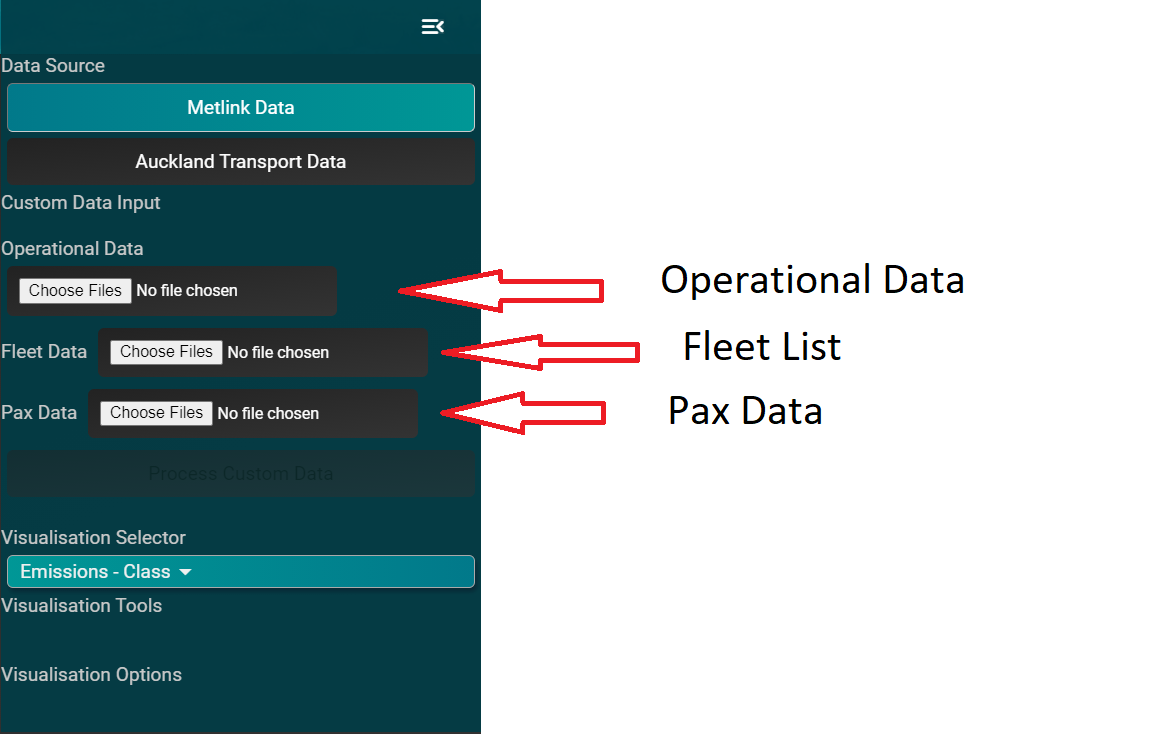 Data Source
Metlink Data
Auckland Transport Data
Custom Data Input
Operational Data
Choose Files No file chosen
Operational Data
Fleet Data Choose Files No file chosen
Fleet List
Pax Data Choose Files No file chosen
Pax Data
Process Custom Data
Visualisation Selector
Emissions - Class
Visualisation Tools
Visualisation Options